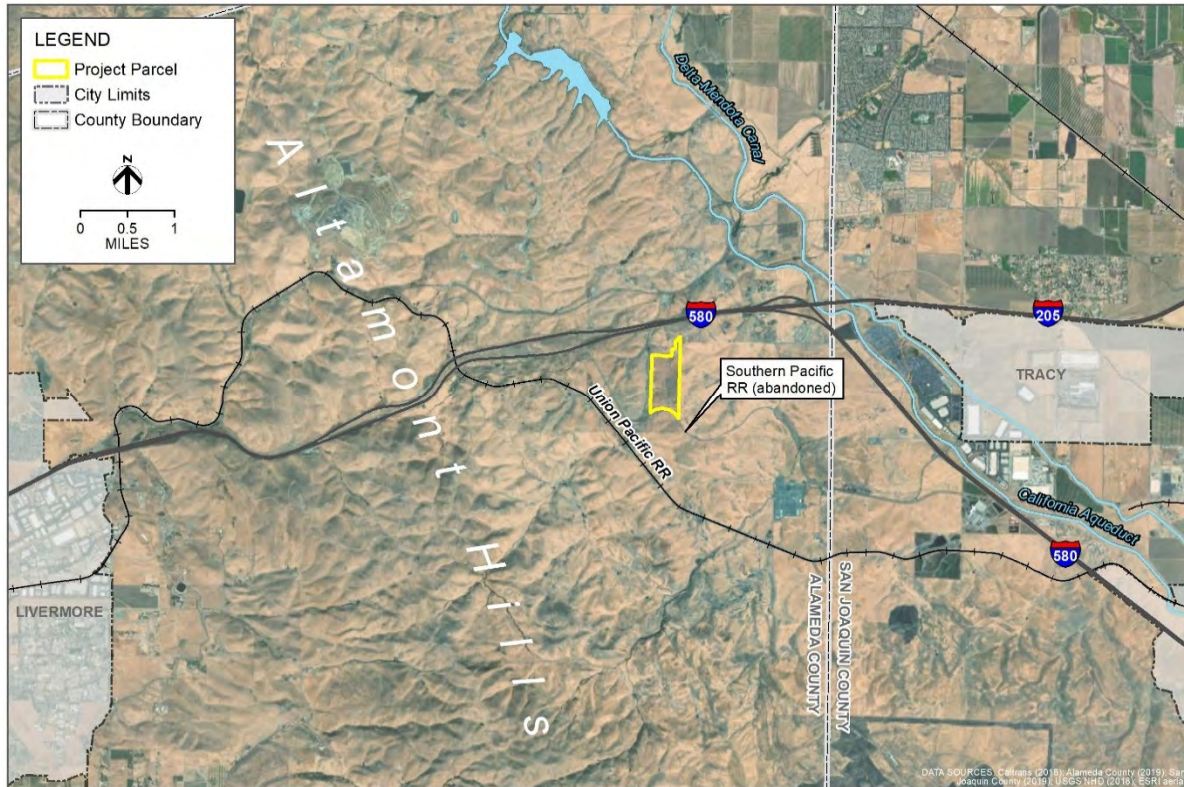 LEGEND
Project Parcel
City Limits
County Boundary
N
0 0.5 1
MILES
Altamont Hills
Delta-Mendota Canal
580
205
Southern Pacific
RR (abandoned)
TRACY
Union Pacific RR
California Aqueduct
580
LIVERMORE
ALAMEDA COUNTY
SAN JOAQUIN COUNTY
DATA SOURCES: Caltrans (2018); Alameda County (2019); San
Joaquin County (2019); USGS NHD (2018); ESRI aerial